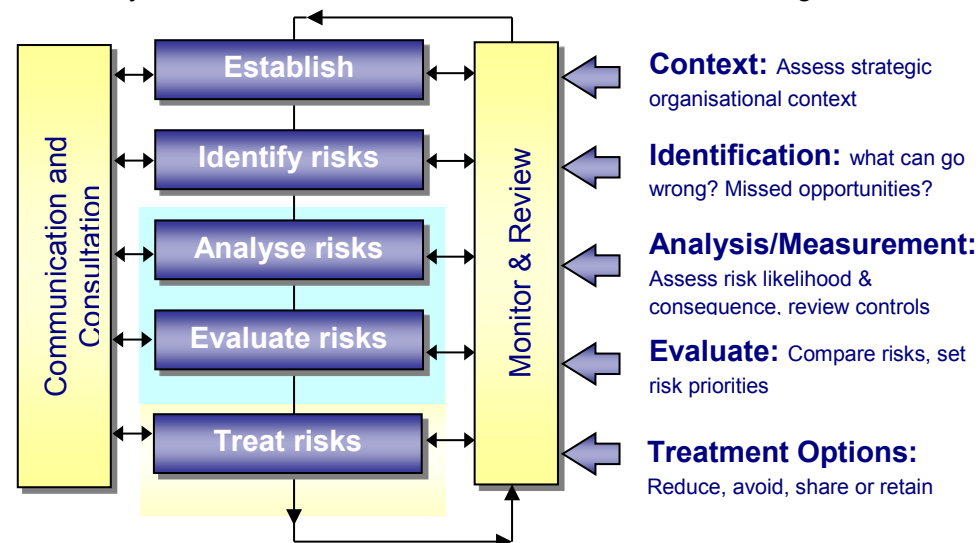 Establish
Identify risks
Analyse risks
Evaluate risks
Treat risks
Communication and
Consultation
Monitor & Review
Context: Assess strategic
organisational context
Identification: what can go
wrong? Missed opportunities?
Analysis/Measurement:
Assess risk likelihood &
consequence, review controls
Evaluate: Compare risks, set
risk priorities
Treatment Options:
Reduce, avoid, share or retain